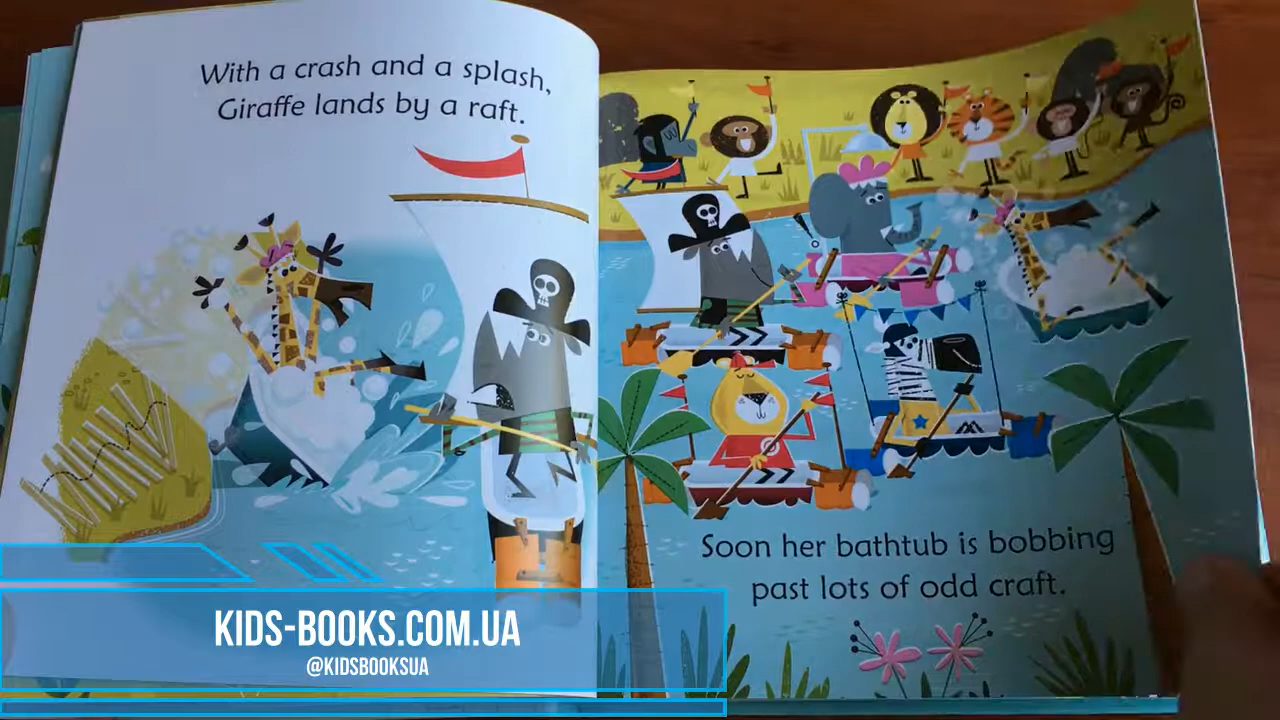 With a crash and a splash,
Giraffe lands by a raft.
Soon her bathtub is bobbing
past lots of odd craft.
KIDS-BOOKS.COM.UA
@KIDSBOOKSUA